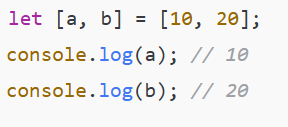 let [a, b] = [10, 20];
console.log(a); // 10
console.log(b); // 20